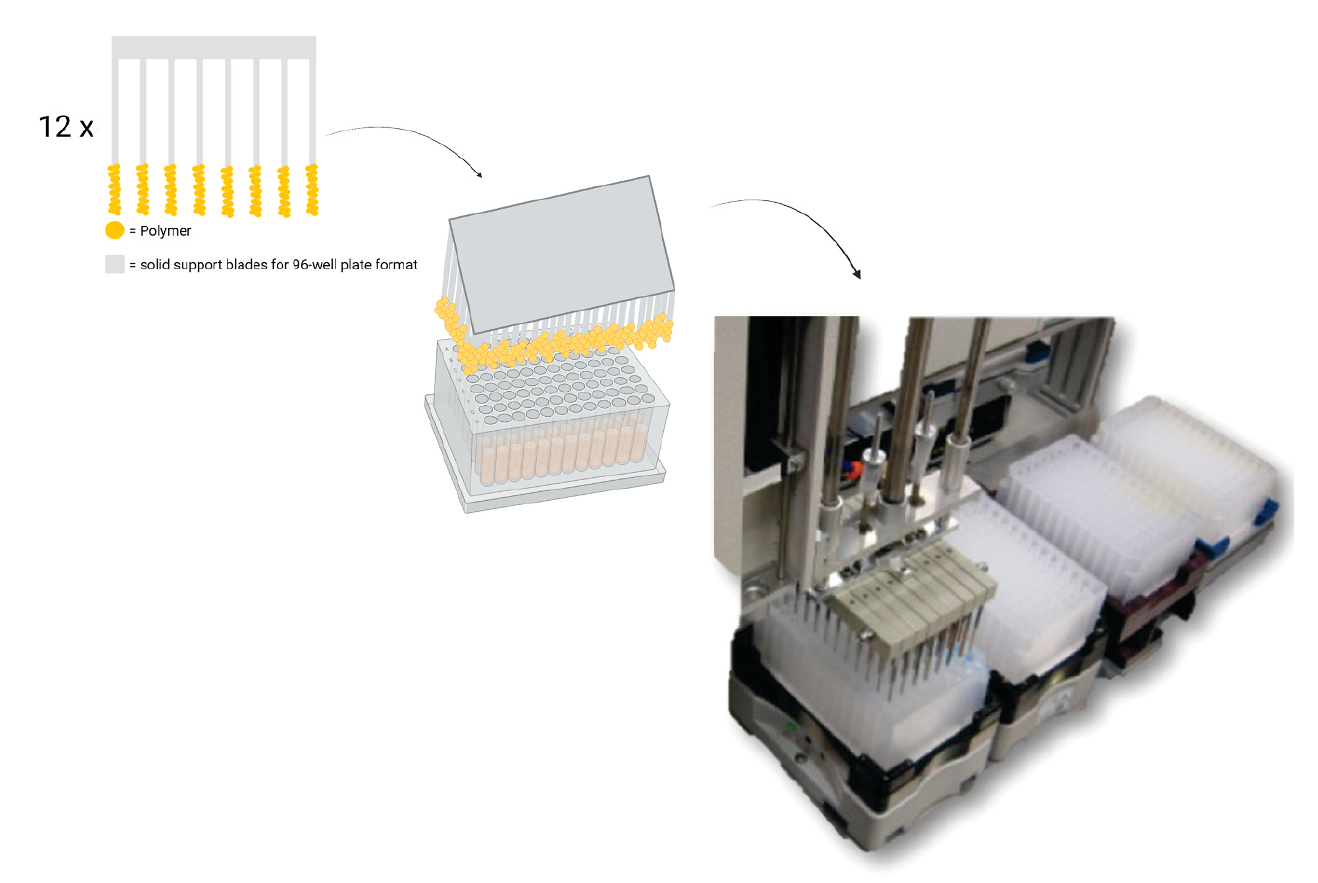 12 x
= Polymer
= solid support blades for 96-well plate format